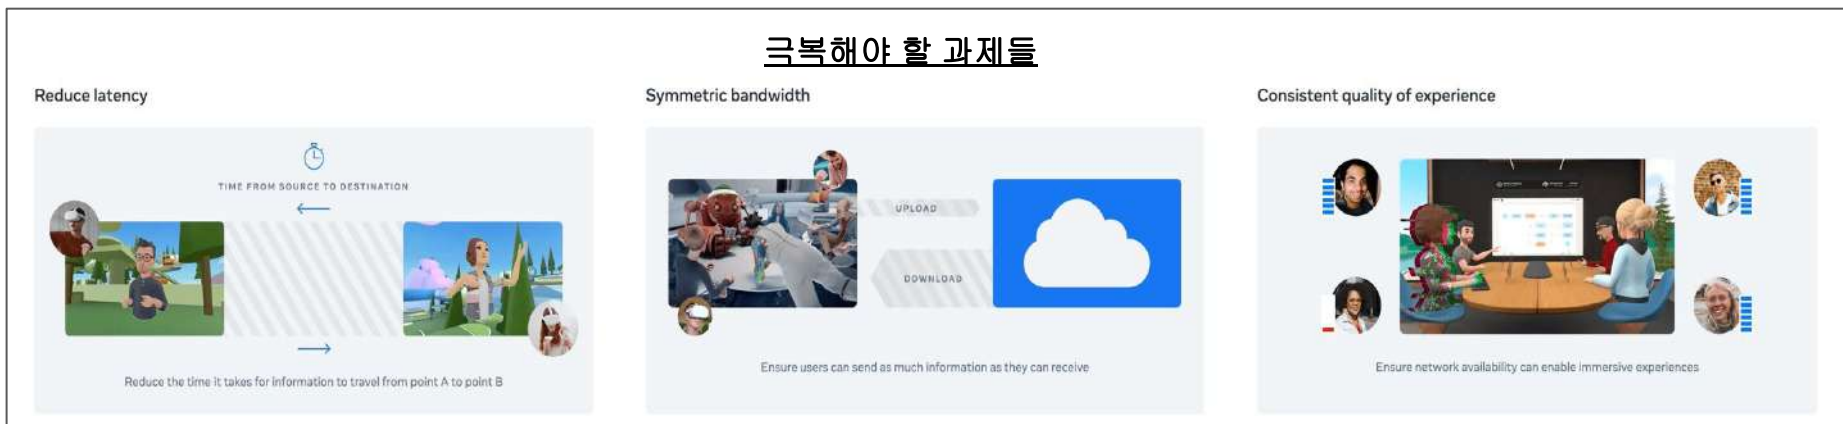 극복해야 할 과제들
Reduce latency
TIME FROM SOURCE TO DESTINATION
Reduce the time it takes for information to travel from point A to point B
Symmetric bandwidth
UPLOAD
DOWNLOAD
Ensure users can send as much information as they can receive
Consistent quality of experience
Ensure network availability can enable immersive experiences